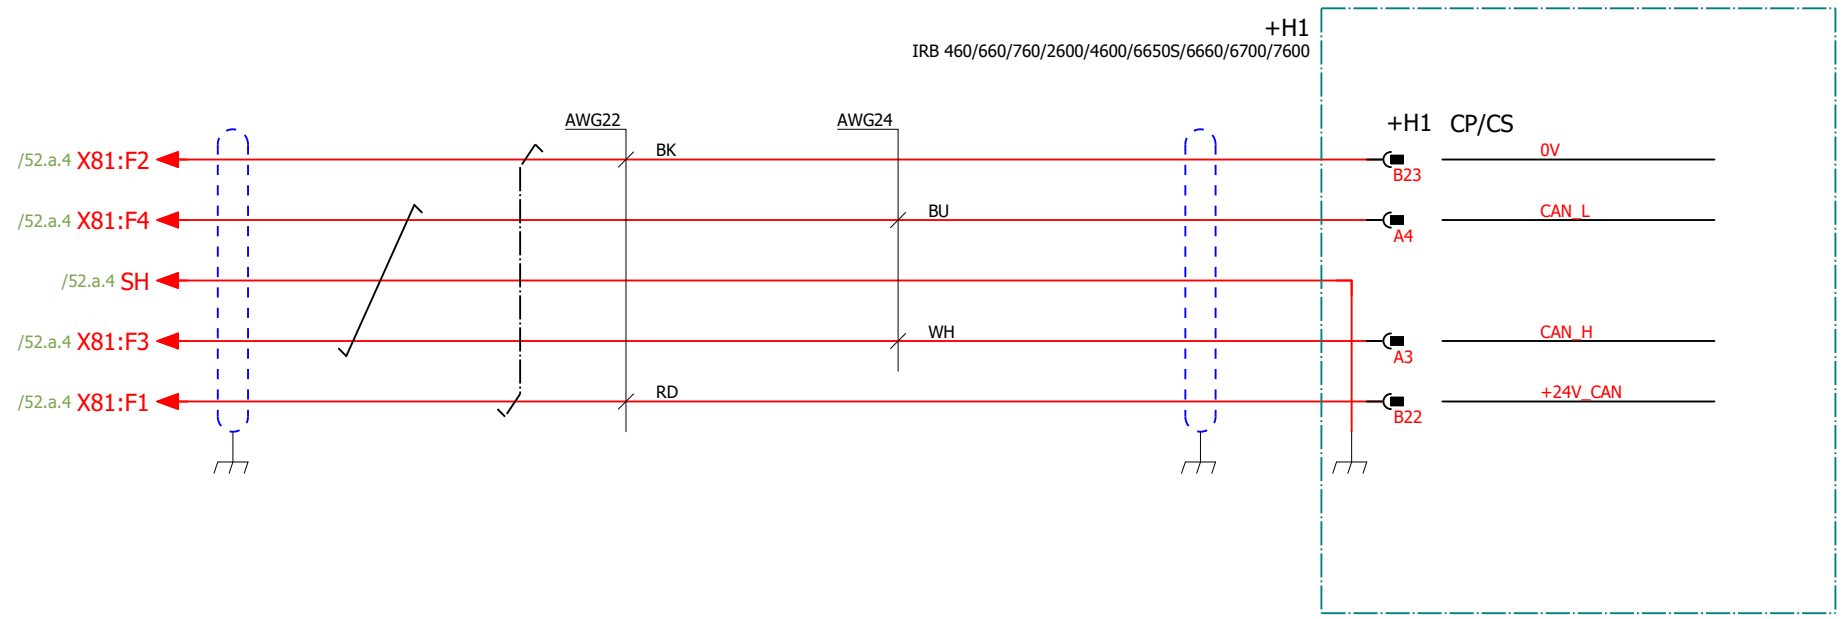 +H1
IRB 460/660/760/2600/4600/6650S/6660/6700/7600
AWG22
AWG24
+H1 CP/CS
/52.a.4 X81:F2
BK
B23
0V
/52.a.4 X81:F4
BU
A4
CAN_L
/52.a.4 SH
/52.a.4 X81:F3
WH
A3
CAN_H
/52.a.4 X81:F1
RD
B22
+24V_CAN